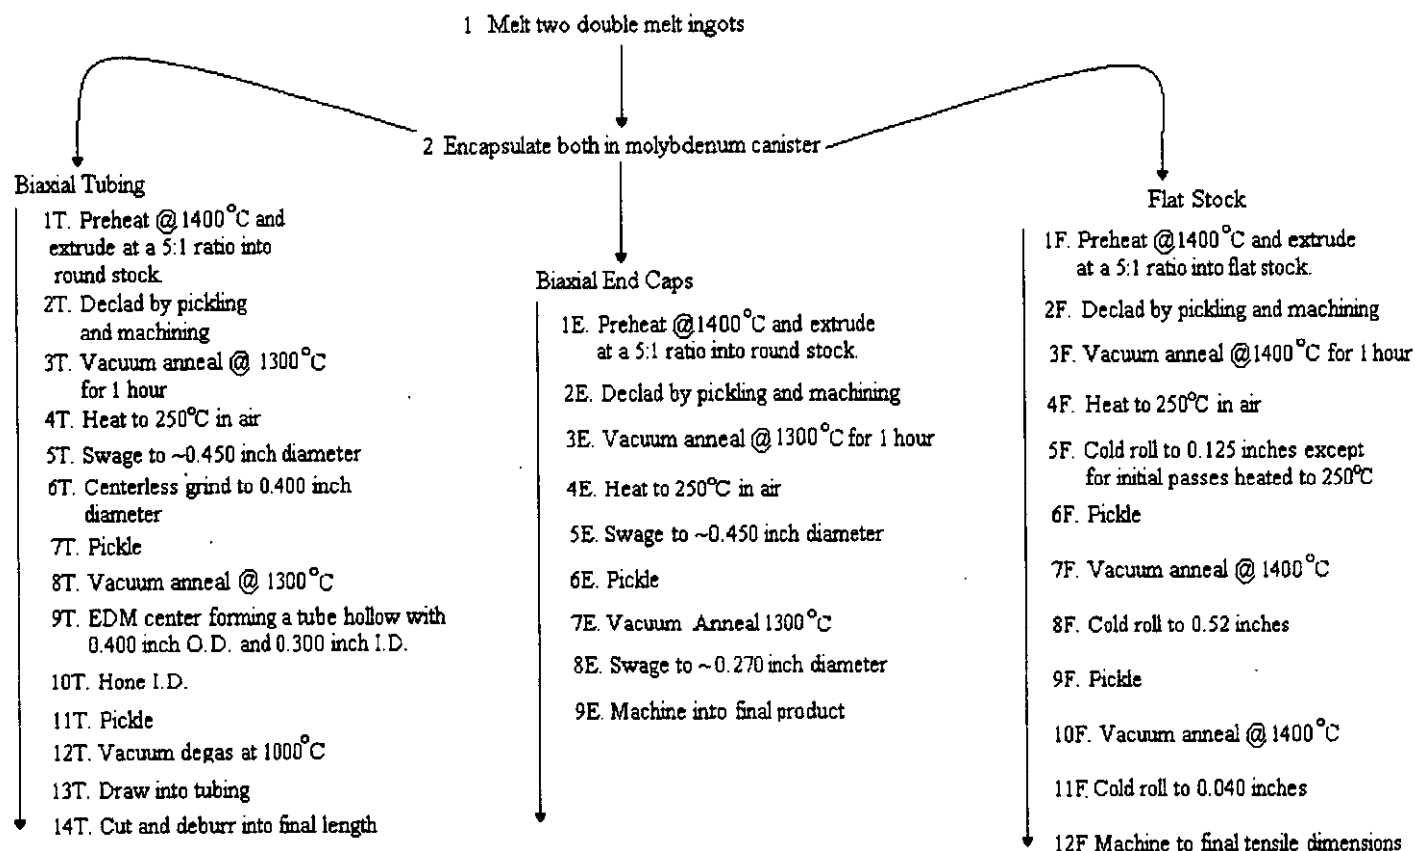 1 Melt two double melt ingots
2 Encapsulate both in molybdenum canister
Biaxial Tubing
1T. Preheat @ 1400°C and
extrude at a 5:1 ratio into
round stock.
2T. Declad by pickling
and machining
3T. Vacuum anneal @ 1300°C
for 1 hour
4T. Heat to 250°C in air
5T. Swage to ~0.450 inch diameter
6T. Centerless grind to 0.400 inch
diameter
7T. Pickle
8T. Vacuum anneal @ 1300°C
9T. EDM center forming a tube hollow with
0.400 inch O.D. and 0.300 inch I.D.
10T. Hone I.D.
11T. Pickle
12T. Vacuum degas at 1000°C
13T. Draw into tubing
14T. Cut and deburr into final length
Biaxial End Caps
1E. Preheat @ 1400°C and extrude
at a 5:1 ratio into round stock.
2E. Declad by pickling and machining
3E. Vacuum anneal @ 1300°C for 1 hour
4E. Heat to 250°C in air
5E. Swage to ~0.450 inch diameter
6E. Pickle
7E. Vacuum Anneal 1300°C
8E. Swage to ~0.270 inch diameter
9E. Machine into final product
Flat Stock
1F. Preheat @ 1400°C and extrude
at a 5:1 ratio into flat stock.
2F. Declad by pickling and machining
3F. Vacuum anneal @ 1400°C for 1 hour
4F. Heat to 250°C in air
5F. Cold roll to 0.125 inches except
for initial passes heated to 250°C
6F. Pickle
7F. Vacuum anneal @ 1400°C
8F. Cold roll to 0.52 inches
9F. Pickle
10F. Vacuum anneal @ 1400°C
11F. Cold roll to 0.040 inches
12F Machine to final tensile dimensions